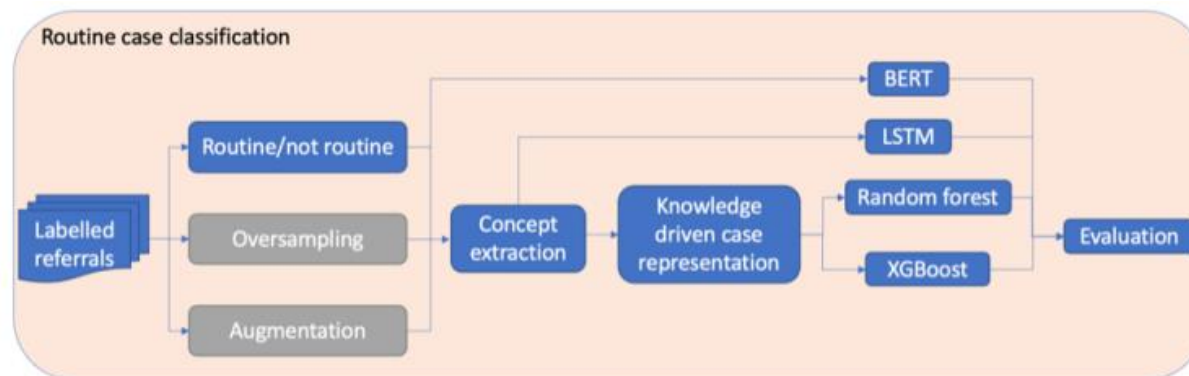 Routine case classification
BERT
Routine/not routine
LSTM
Labelled
referrals
Oversampling
Concept
extraction
Knowledge
driven case
representation
Random forest
XGBoost
Evaluation
Augmentation